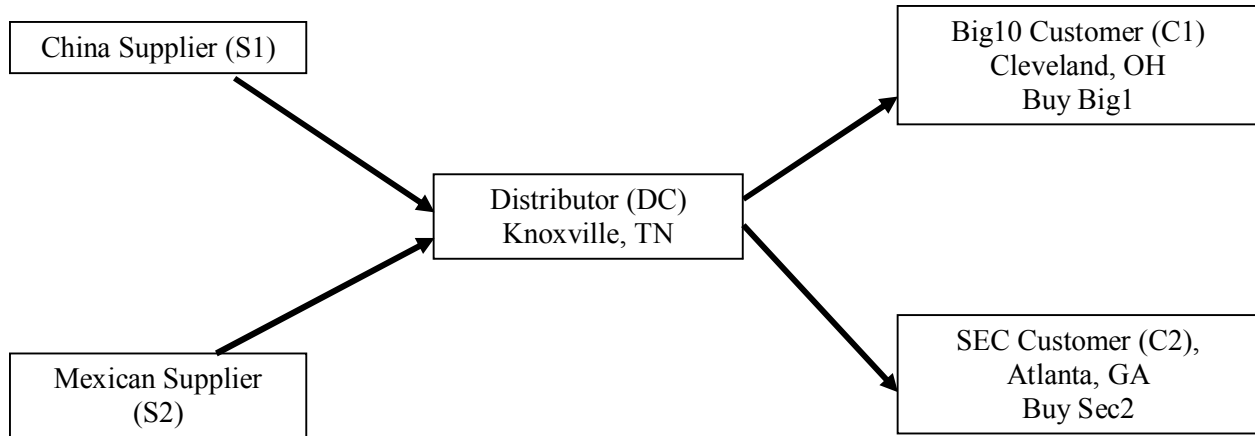 China Supplier (S1)
Mexican Supplier
(S2)
Distributor (DC)
Knoxville, TN
Big10 Customer (C1)
Cleveland, OH
Buy Big1
SEC Customer (C2),
Atlanta, GA
Buy Sec2